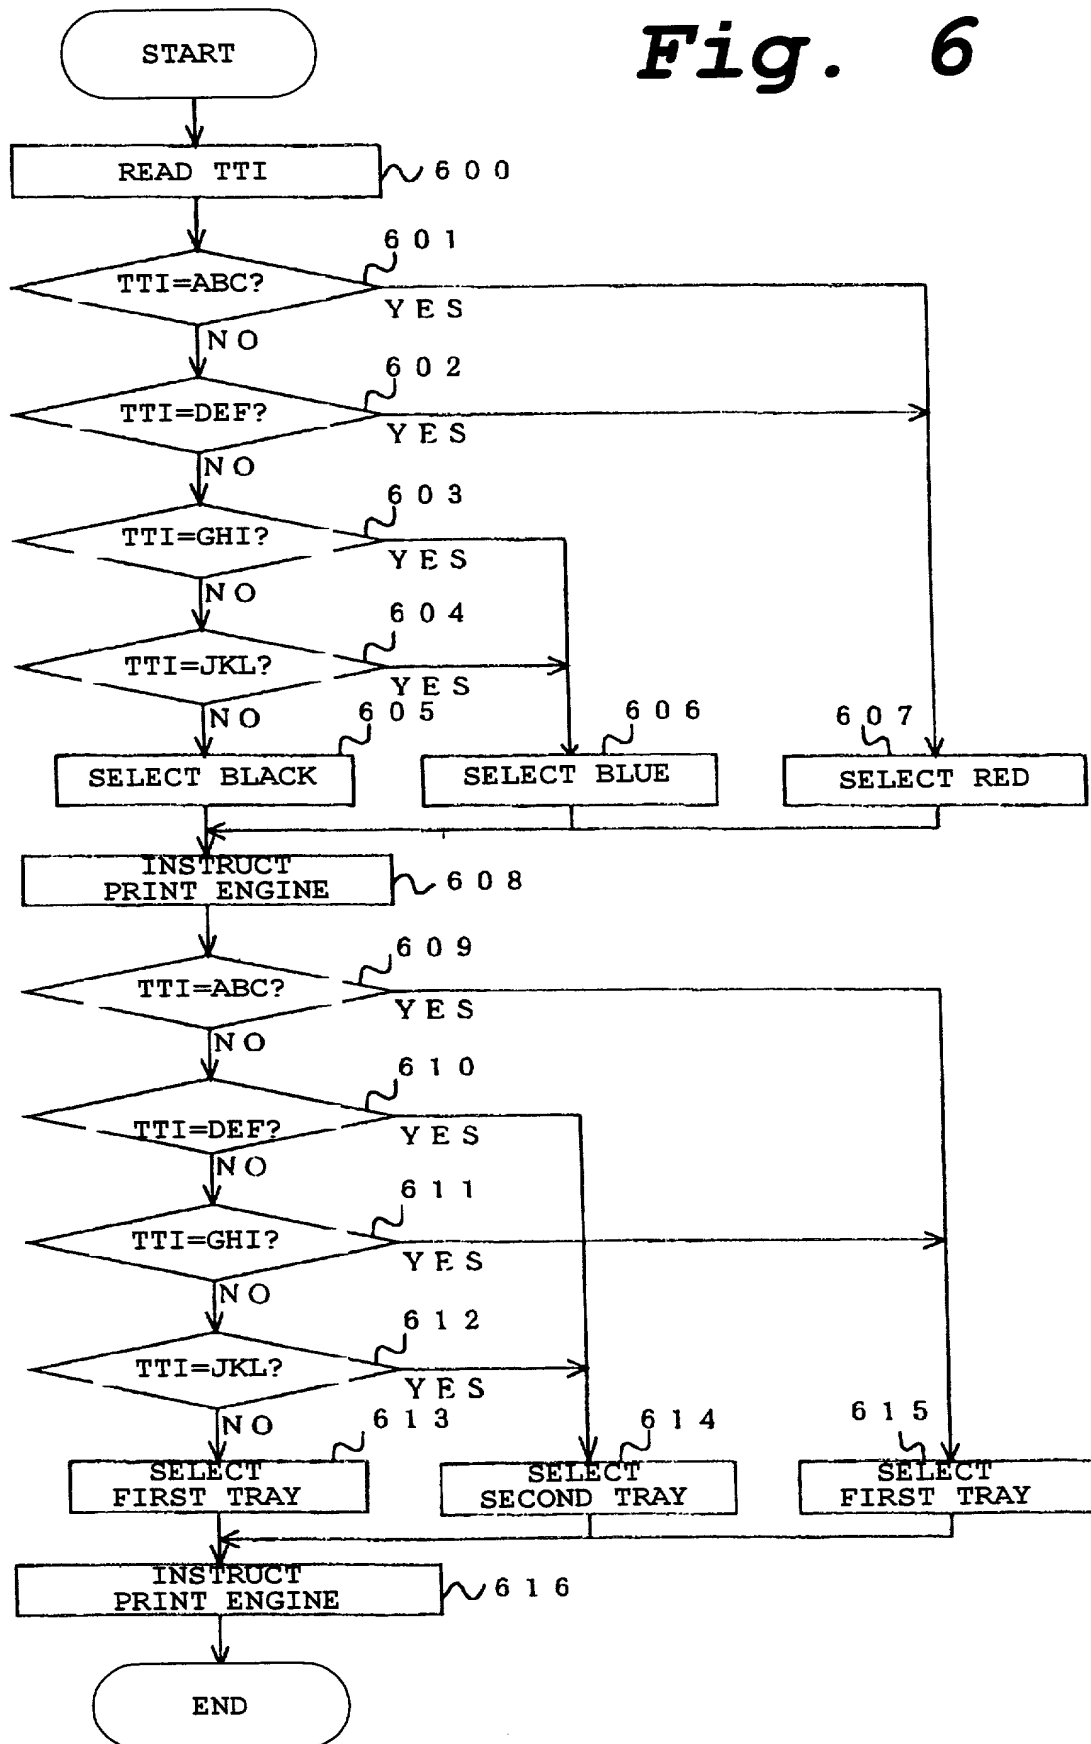 Fig. 6
START
READ TTI
600
601
TTI=ABC?
YES
NO
602
TTI=DEF?
YES
NO
603
TTI=GHI?
YES
NO
604
TTI=JKL?
YES
NO
605
606
607
SELECT BLACK
SELECT BLUE
SELECT RED
INSTRUCT
PRINT ENGINE
608
609
TTI=ABC?
YES
NO
610
TTI=DEF?
YES
NO
611
TTI=GHI?
YES
NO
612
TTI=JKL?
YES
NO
613
614
615
SELECT
FIRST TRAY
SELECT
SECOND TRAY
SELECT
FIRST TRAY
INSTRUCT
PRINT ENGINE
616
END